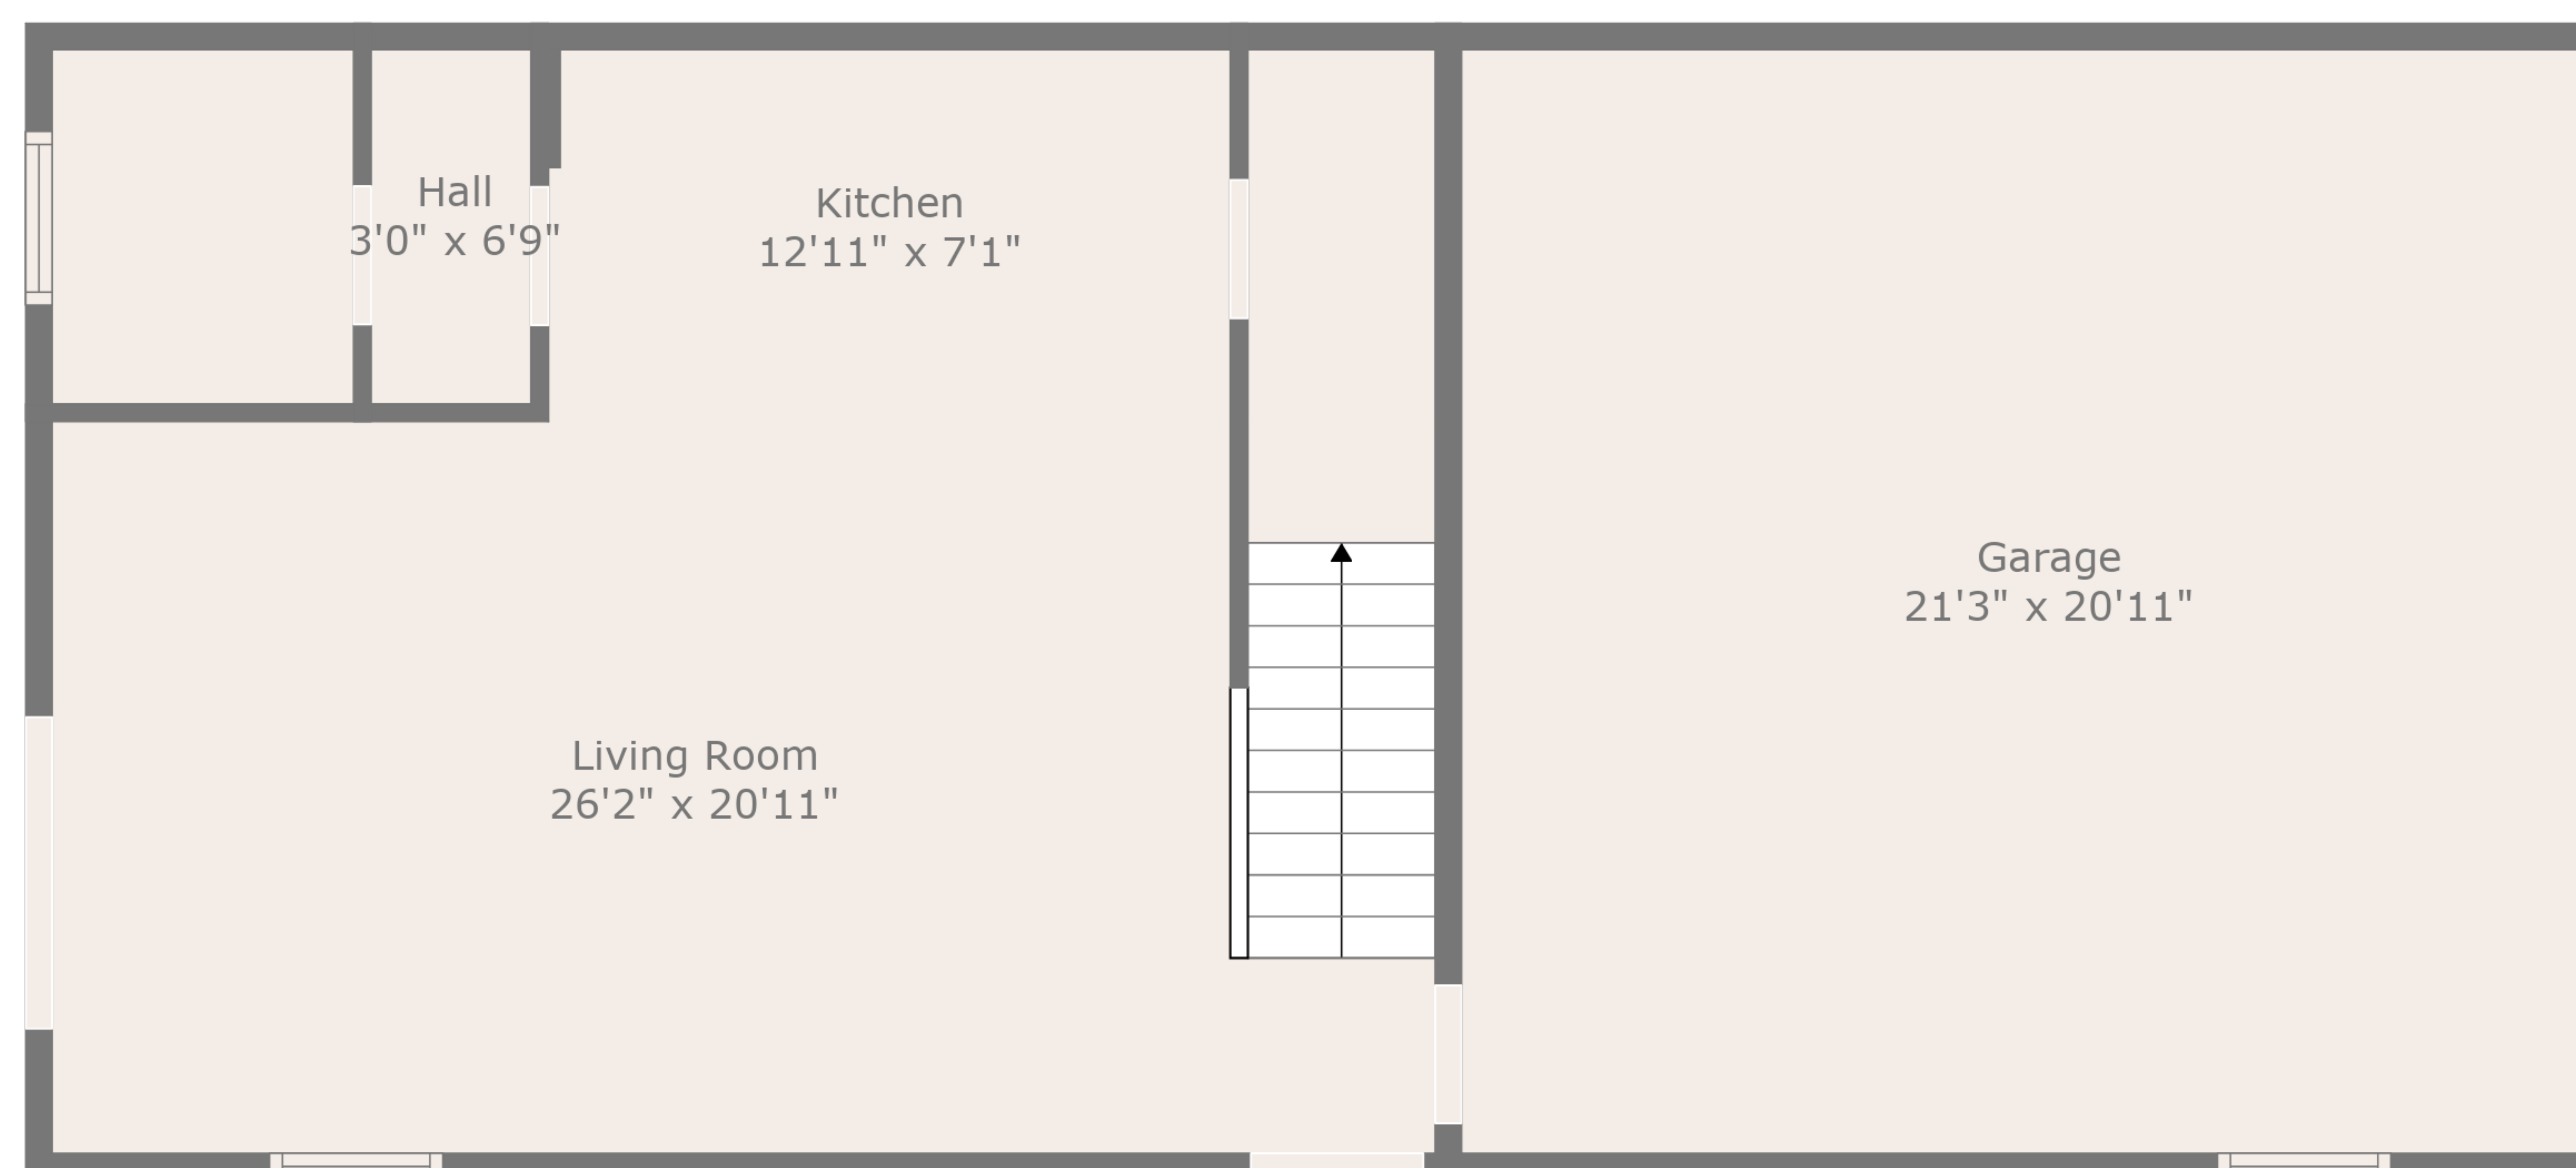 Hall
3'0" x 6'9"
Kitchen
12'11" x 7'1"
Garage
21'3" x 20'11"
Living Room
26'2" x 20'11"